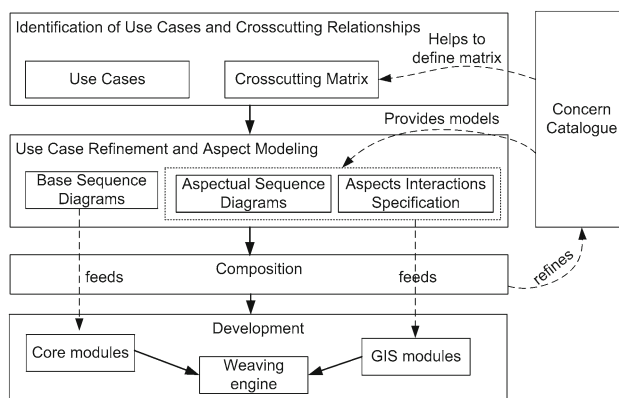 Identification of Use Cases and Crosscutting Relationships
Use Cases
Crosscutting Matrix
Helps to
define matrix
Concern
Catalogue
Provides models
Use Case Refinement and Aspect Modeling
Base Sequence
Diagrams
Aspectual Sequence
Diagrams
Aspects Interactions
Specification
Composition
feeds
feeds
refines
Development
Core modules
Weaving
engine
GIS modules